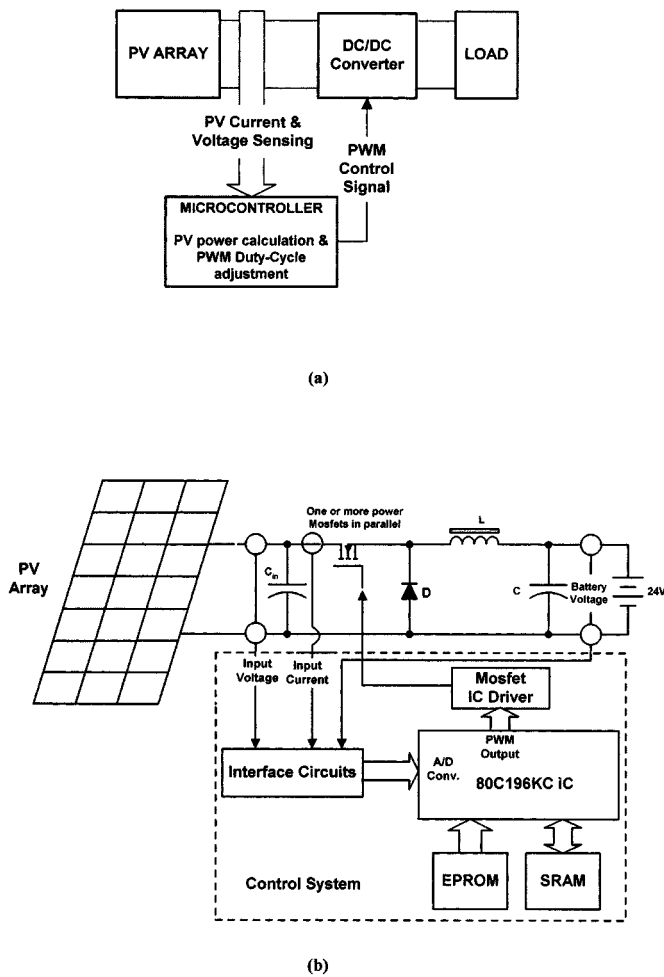 PV ARRAY
DC/DC
Converter
LOAD
PV Current &
Voltage Sensing
PWM
Control
Signal
MICROCONTROLLER
PV power calculation &
PWM Duty-Cycle
adjustment
(a)
One or more power
Mosfets in parallel
L
PV
Array
Cin
D
C
Battery
Voltage
24V
Input
Voltage
Input
Current
Mosfet
IC Driver
PWM
Output
Interface Circuits
A/D
Conv.
80C196KC IC
EPROM
SRAM
Control System
(b)